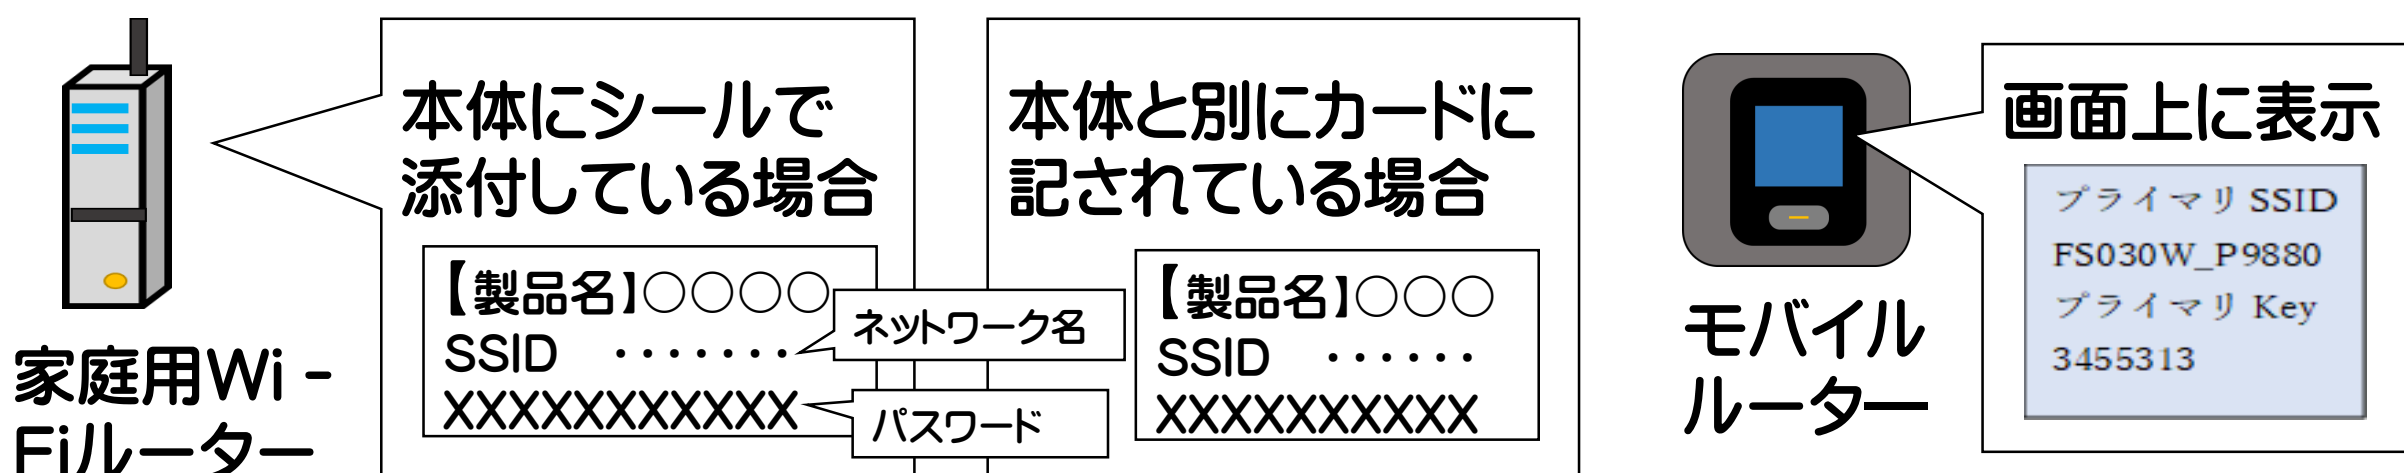 家庭用Wi‐
Fiルーター
本体にシールで
添付している場合
【製品名】○○○○
SSID ・・・・・・・
XXXXXXXXXXX
ネットワーク名
パスワード
本体と別にカードに
記されている場合
【製品名】○○○
SSID ・・・・・・
XXXXXXXXXX
モバイル
ルーター
画面上に表示
プライマリ SSID
FS030W_P9880
プライマリ Key
3455313